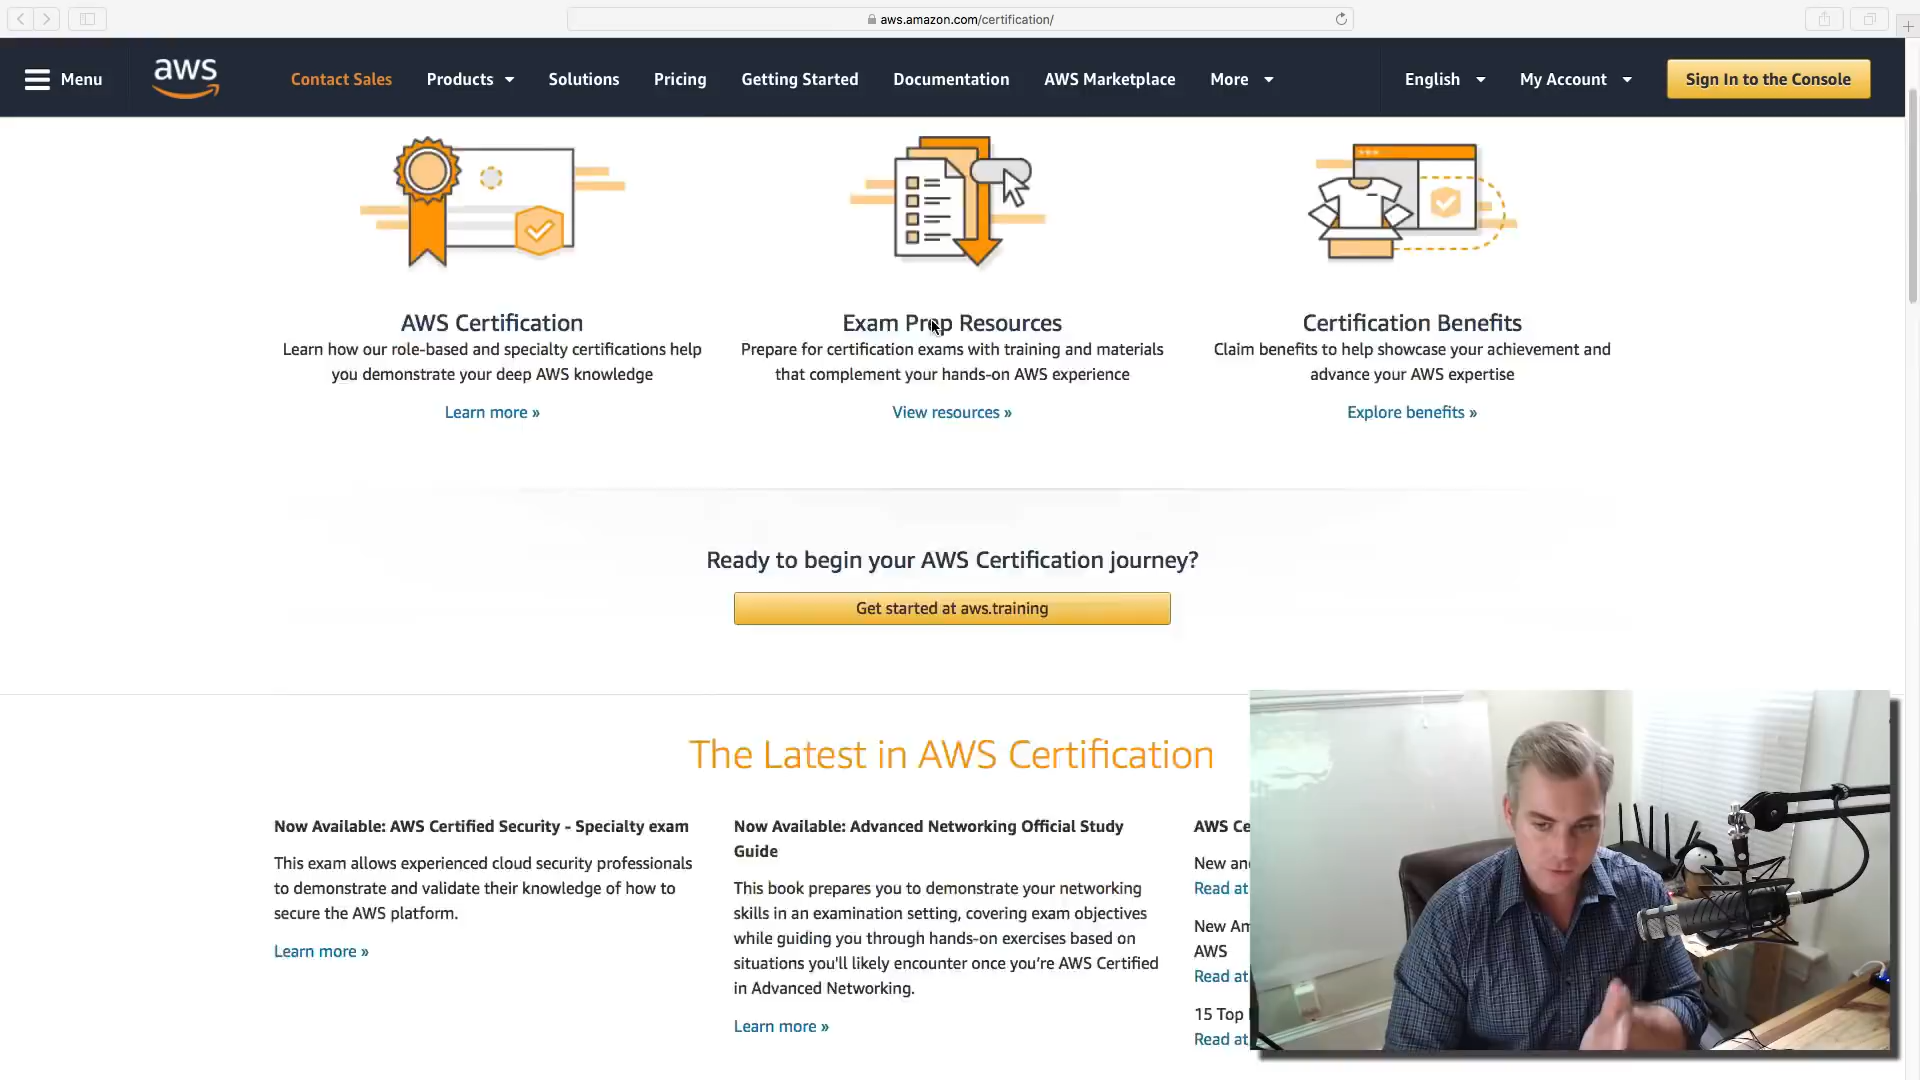 aws.amazon.com/certification/
Menu
aws
Contact Sales
Products
Solutions
Pricing
Getting Started
Documentation
AWS Marketplace
More
English
My Account
Sign In to the Console
AWS Certification
Learn how our role-based and specialty certifications help
you demonstrate your deep AWS knowledge
Learn more »
Exam Prep Resources
Prepare for certification exams with training and materials
that complement your hands-on AWS experience
View resources »
Certification Benefits
Claim benefits to help showcase your achievement and
advance your AWS expertise
Explore benefits »
Ready to begin your AWS Certification journey?
Get started at aws.training
The Latest in AWS Certification
Now Available: AWS Certified Security - Specialty exam
This exam allows experienced cloud security professionals
to demonstrate and validate their knowledge of how to
secure the AWS platform.
Learn more »
Now Available: Advanced Networking Official Study
Guide
This book prepares you to demonstrate your networking
skills in an examination setting, covering exam objectives
while guiding you through hands-on exercises based on
situations you'll likely encounter once you’re AWS Certified
in Advanced Networking.
Learn more »
AWS Ce
New an
Read at
New Am
AWS
Read at
15 Top
Read at